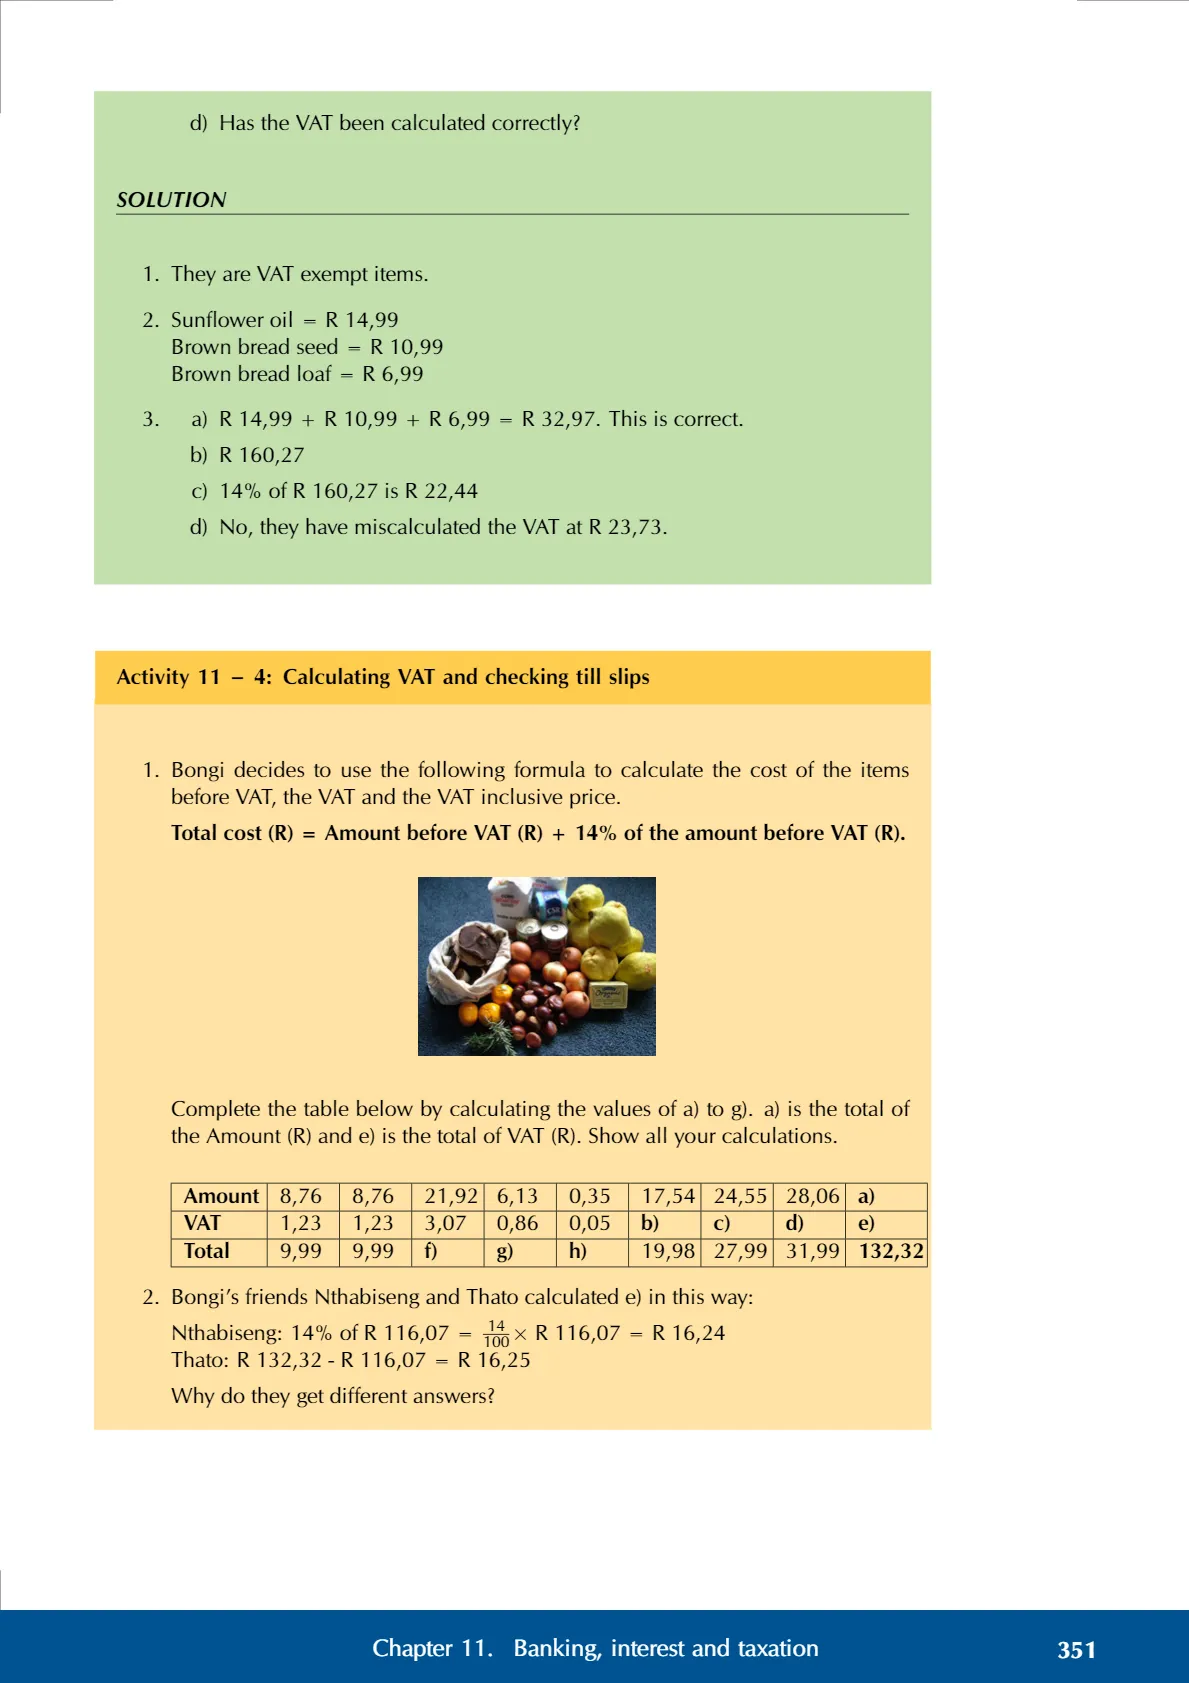 d) Has the VAT been calculated correctly?
SOLUTION
1. They are VAT exempt items.
2. Sunflower oil = R 14,99
Brown bread seed = R 10,99
Brown bread loaf = R 6,99
3. a) R 14,99 + R 10,99 + R 6,99 = R 32,97. This is correct.
b) R 160,27
c) 14% of R 160,27 is R 22,44
d) No, they have miscalculated the VAT at R 23,73.
Activity 11 – 4: Calculating VAT and checking till slips
1. Bongi decides to use the following formula to calculate the cost of the items
before VAT, the VAT and the VAT inclusive price.
Total cost (R) = Amount before VAT (R) + 14% of the amount before VAT (R).
Complete the table below by calculating the values of a) to g). a) is the total of
the Amount (R) and e) is the total of VAT (R). Show all your calculations.
Amount 8,76 8,76 21,92 6,13 0,35 17,54 24,55 28,06 a)
VAT 1,23 1,23 3,07 0,86 0,05 b) c) d) e)
Total 9,99 9,99 f) g) h) 19,98 27,99 31,99 132,32
2. Bongi's friends Nthabiseng and Thato calculated e) in this way:
Nthabiseng: 14% of R 116,07 = 14/100 × R 116,07 = R 16,24
Thato: R 132,32 - R 116,07 = R 16,25
Why do they get different answers?
Chapter 11. Banking, interest and taxation 351